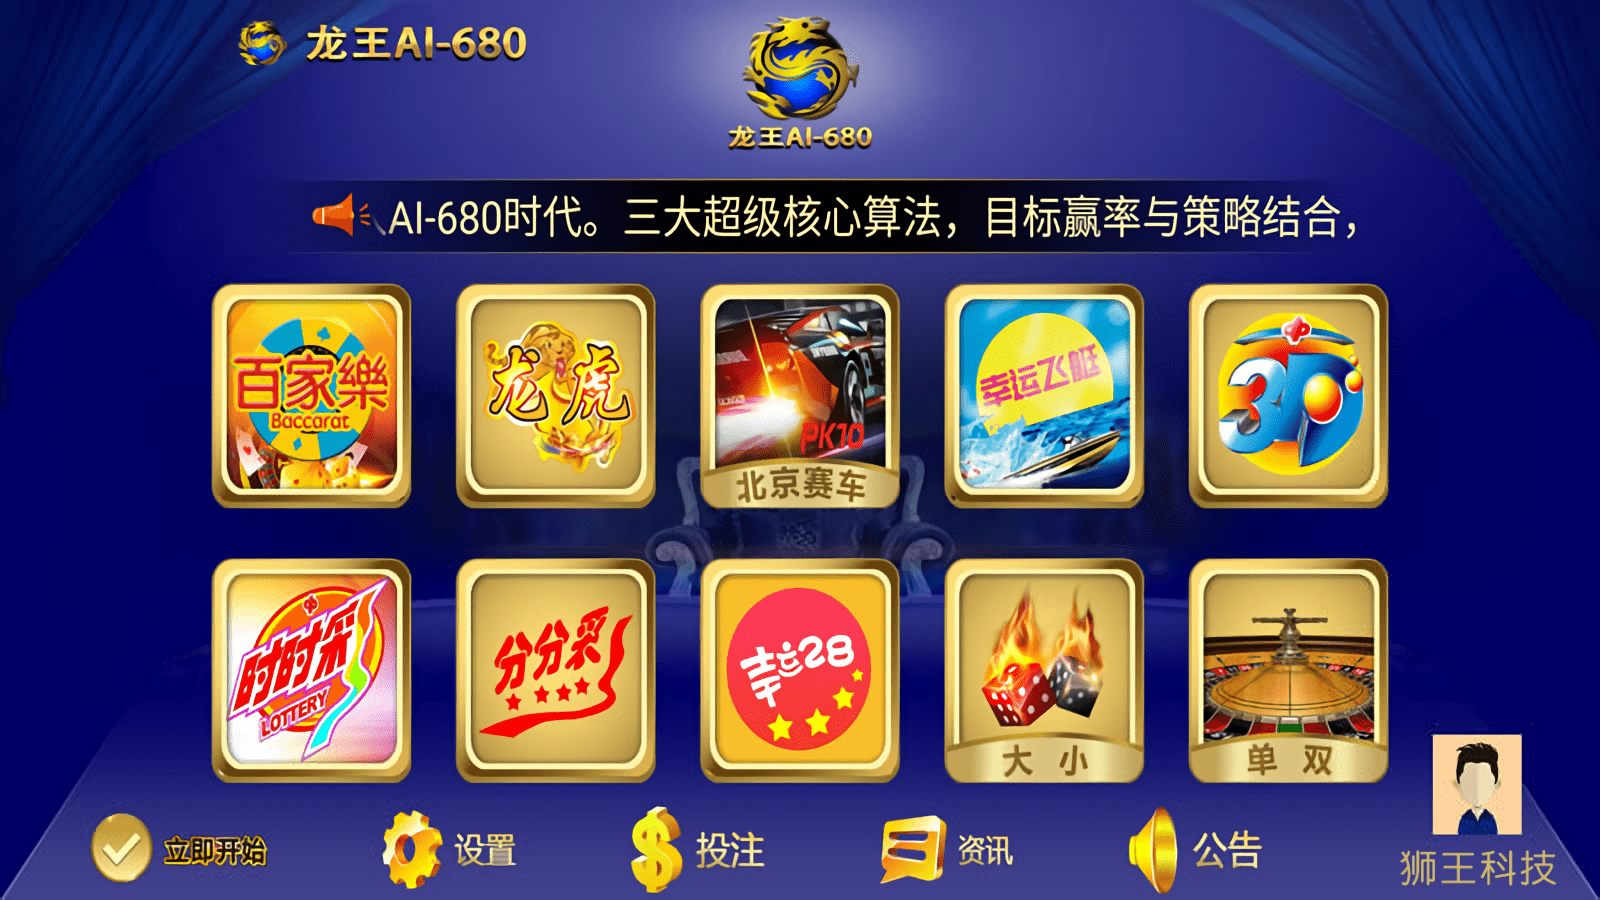 龙王AI-680
龙王AI-680
AI-680时代。三大超级核心算法，目标赢率与策略结合，
百家樂
Baccarat
龙虎
PK10
北京赛车
幸运飞艇
3D
时时采
LOTTERY
分分彩
幸运28
大小
单双
立即开始
设置
投注
资讯
公告
狮王科技